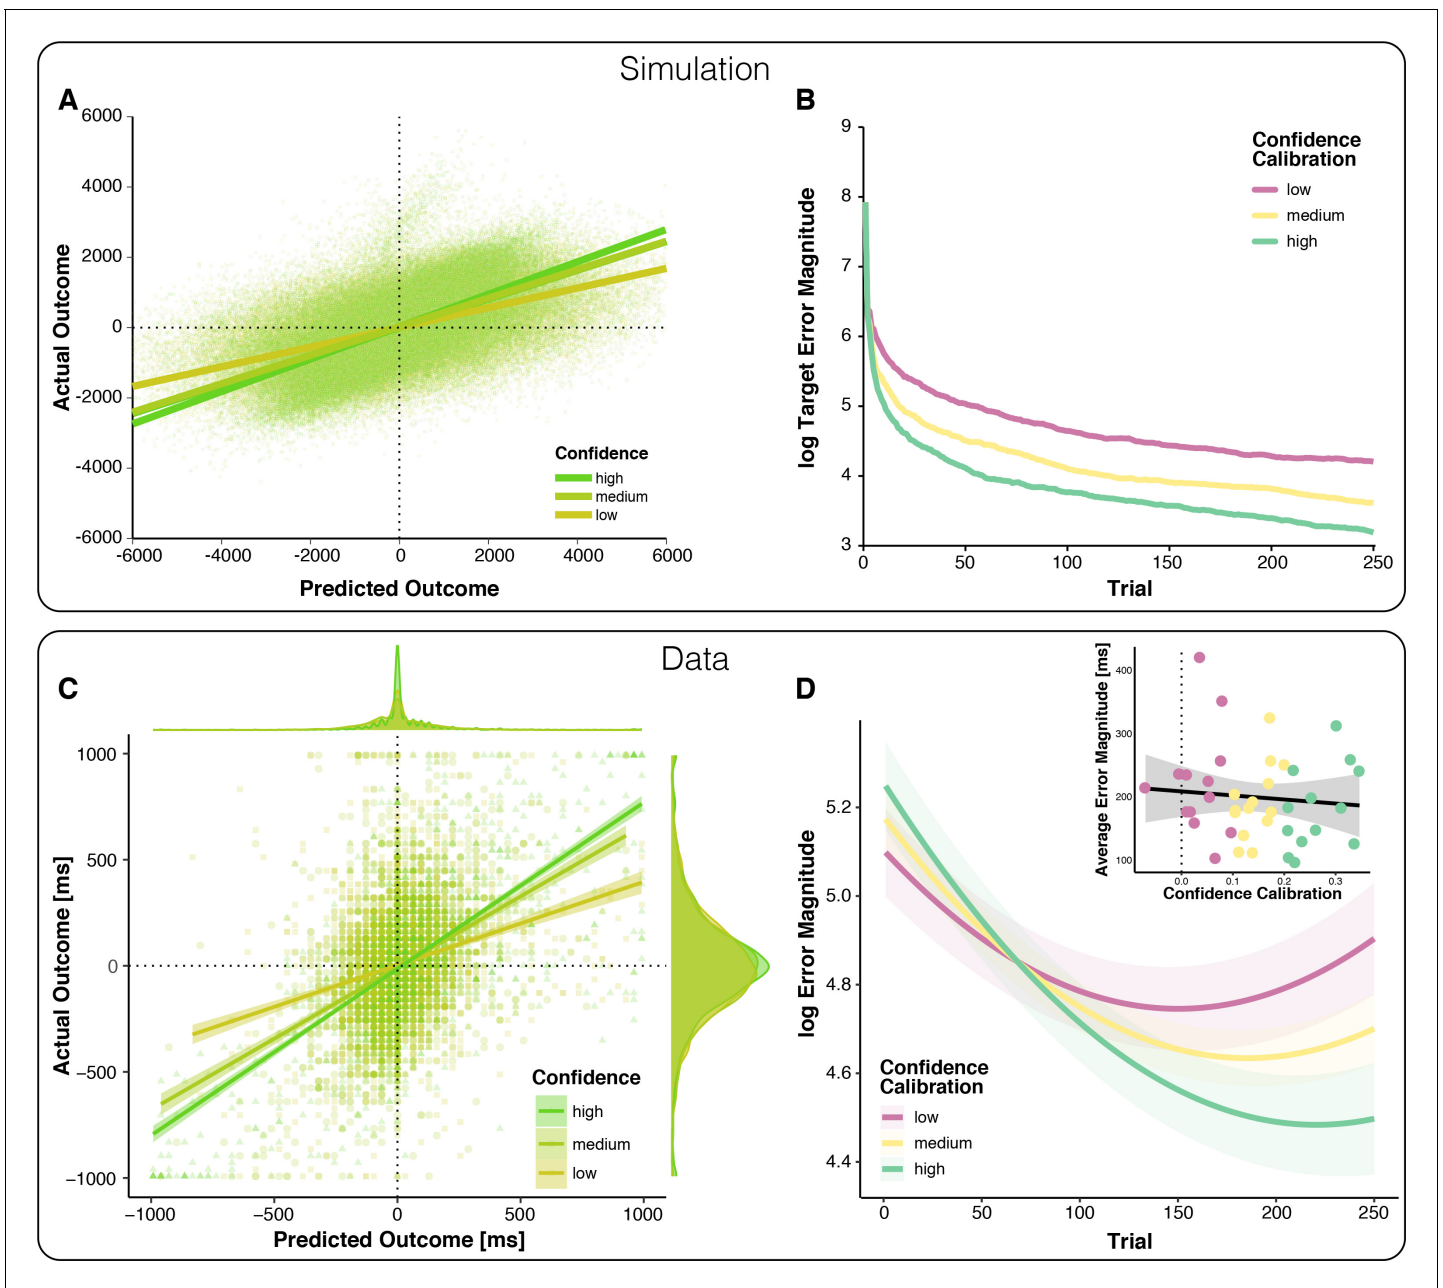 Simulation
A
6000
4000
2000
0
-2000
-4000
-6000
-6000
-4000
-2000
0
2000
4000
6000
Actual Outcome
Predicted Outcome
Confidence
high
medium
low
B
9
8
7
6
5
4
3
0
50
100
150
200
250
log Target Error Magnitude
Trial
Confidence
Calibration
low
medium
high
Data
C
1000
500
0
−500
−1000
−1000
−500
0
500
1000
Actual Outcome [ms]
Predicted Outcome [ms]
Confidence
high
medium
low
D
5.2
5.0
4.8
4.6
4.4
0
50
100
150
200
250
log Error Magnitude
Trial
Confidence
Calibration
low
medium
high
Average Error Magnitude [ms]
400
300
200
100
0.0
0.1
0.2
0.3
Confidence Calibration